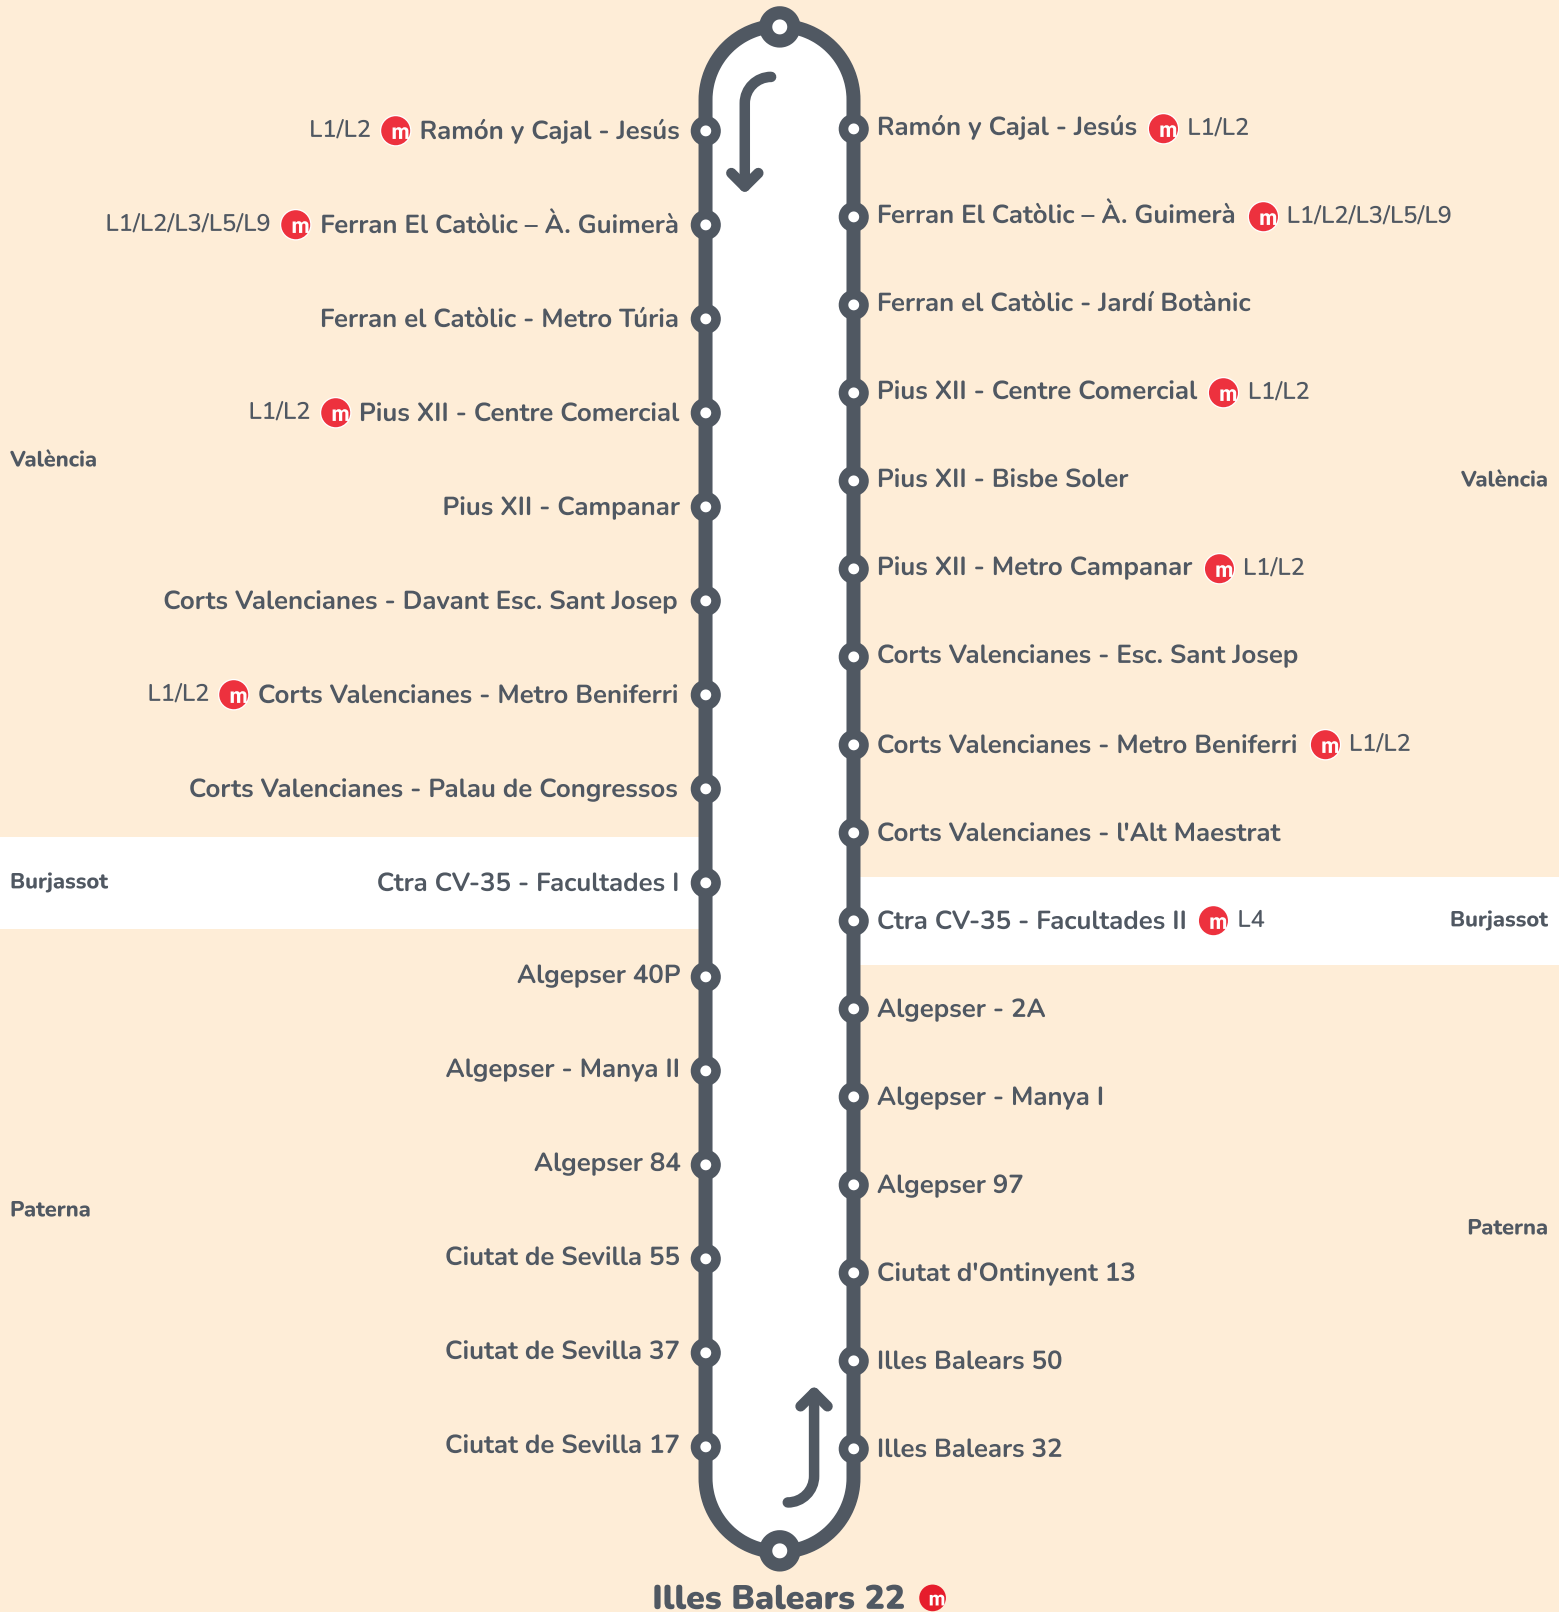 L1/L2 m Ramón y Cajal - Jesús
L1/L2/L3/L5/L9 m Ferran El Catòlic – À. Guimerà
Ferran el Catòlic - Metro Túria
L1/L2 m Pius XII - Centre Comercial
València
Pius XII - Campanar
Corts Valencianes - Davant Esc. Sant Josep
L1/L2 m Corts Valencianes - Metro Beniferri
Corts Valencianes - Palau de Congressos
Burjassot
Ctra CV-35 - Facultades I
Algepser 40P
Algepser - Manya II
Algepser 84
Paterna
Ciutat de Sevilla 55
Ciutat de Sevilla 37
Ciutat de Sevilla 17
Ramón y Cajal - Jesús m L1/L2
Ferran El Catòlic – À. Guimerà m L1/L2/L3/L5/L9
Ferran el Catòlic - Jardí Botànic
Pius XII - Centre Comercial m L1/L2
Pius XII - Bisbe Soler
València
Pius XII - Metro Campanar m L1/L2
Corts Valencianes - Esc. Sant Josep
Corts Valencianes - Metro Beniferri m L1/L2
Corts Valencianes - l'Alt Maestrat
Ctra CV-35 - Facultades II m L4
Burjassot
Algepser - 2A
Algepser - Manya I
Algepser 97
Paterna
Ciutat d'Ontinyent 13
Illes Balears 50
Illes Balears 32
Illes Balears 22 m